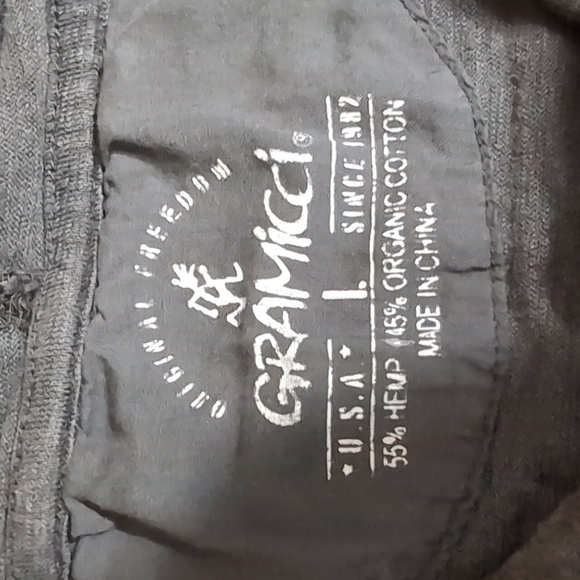 ORIGINAL FREEDOM
GRAMicci®
*U.S.A* L SINCE 1982
55% HEMP 45% ORGANIC COTTON
MADE IN CHINA